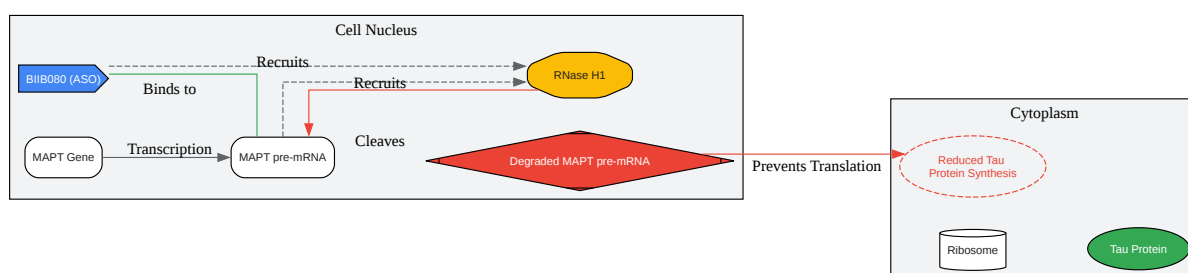 Cell Nucleus
Recruits
BIIB080 (ASO)
RNase H1
Recruits
Binds to
Cleaves
MAPT Gene
Transcription
MAPT pre-mRNA
Degraded MAPT pre-mRNA
Prevents Translation
Cytoplasm
Reduced Tau
Protein Synthesis
Ribosome
Tau Protein